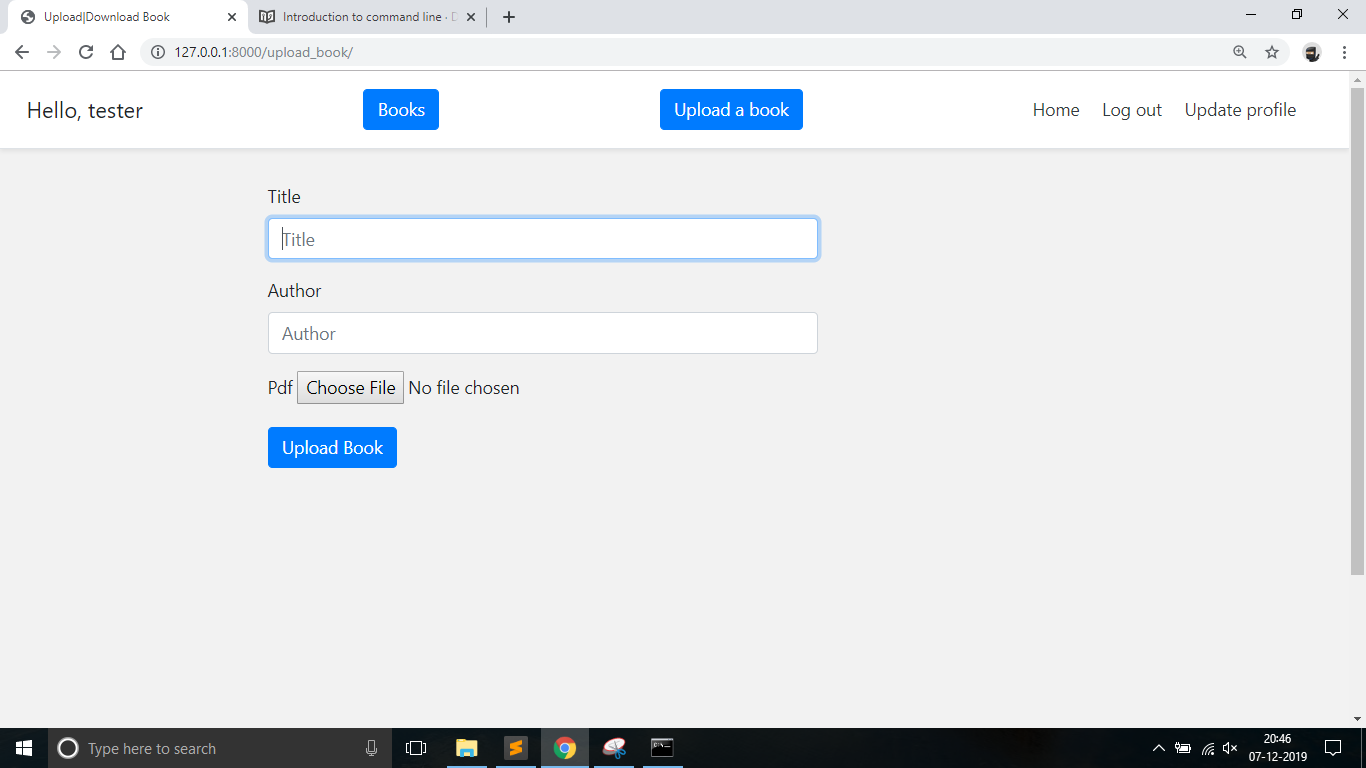 Upload|Download Book
Introduction to command line ·
127.0.0.1:8000/upload_book/
Hello, tester
Books
Upload a book
Home
Log out
Update profile
Title
Title
Author
Author
Pdf Choose File No file chosen
Upload Book
Type here to search
20:46
07-12-2019